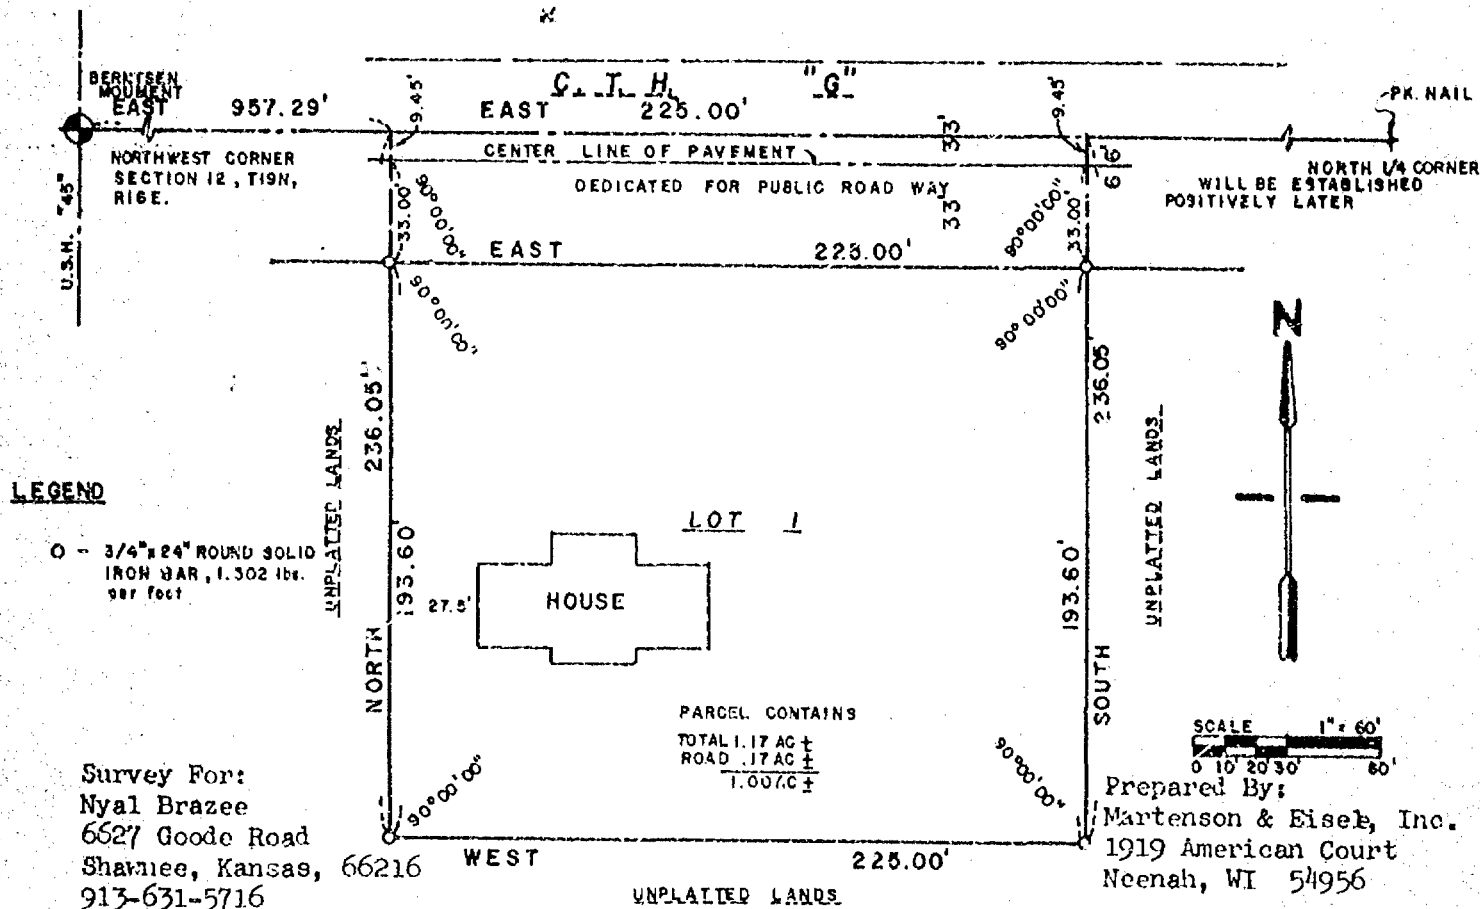 C. T. H. "G"
BERNTSEN
MOUMENT
EAST 957.29'
EAST 225.00'
9.45'
9.45'
PK. NAIL
33'
NORTHWEST CORNER
SECTION 12, T19N,
R16E.
U.S.H. "45"
CENTER LINE OF PAVEMENT
DEDICATED FOR PUBLIC ROAD WAY
6'6"
NORTH 1/4 CORNER
WILL BE ESTABLISHED
POSITIVELY LATER
33.00'
90°00'00"
33'
90°00'00"
33.00'
EAST 225.00'
90°00'00"
90°00'00"
N
236.05'
236.05'
UNPLATTED LANDS
UNPLATTED LANDS
LEGEND
O - 3/4" x 24" ROUND SOLID
IRON BAR, 1.502 lbs.
per foot
LOT 1
193.60'
193.60'
27.5'
HOUSE
NORTH
SOUTH
PARCEL CONTAINS
TOTAL 1.17 AC ±
ROAD .17 AC ±
1.00 AC ±
SCALE 1" = 60'
0 10' 20' 30' 60'
90°00'00"
90°00'00"
WEST 225.00'
UNPLATTED LANDS
Survey For:
Nyal Brazee
6627 Goode Road
Shawnee, Kansas, 66216
913-631-5716
Prepared By:
Martenson & Eisele, Inc.
1919 American Court
Neenah, WI 54956